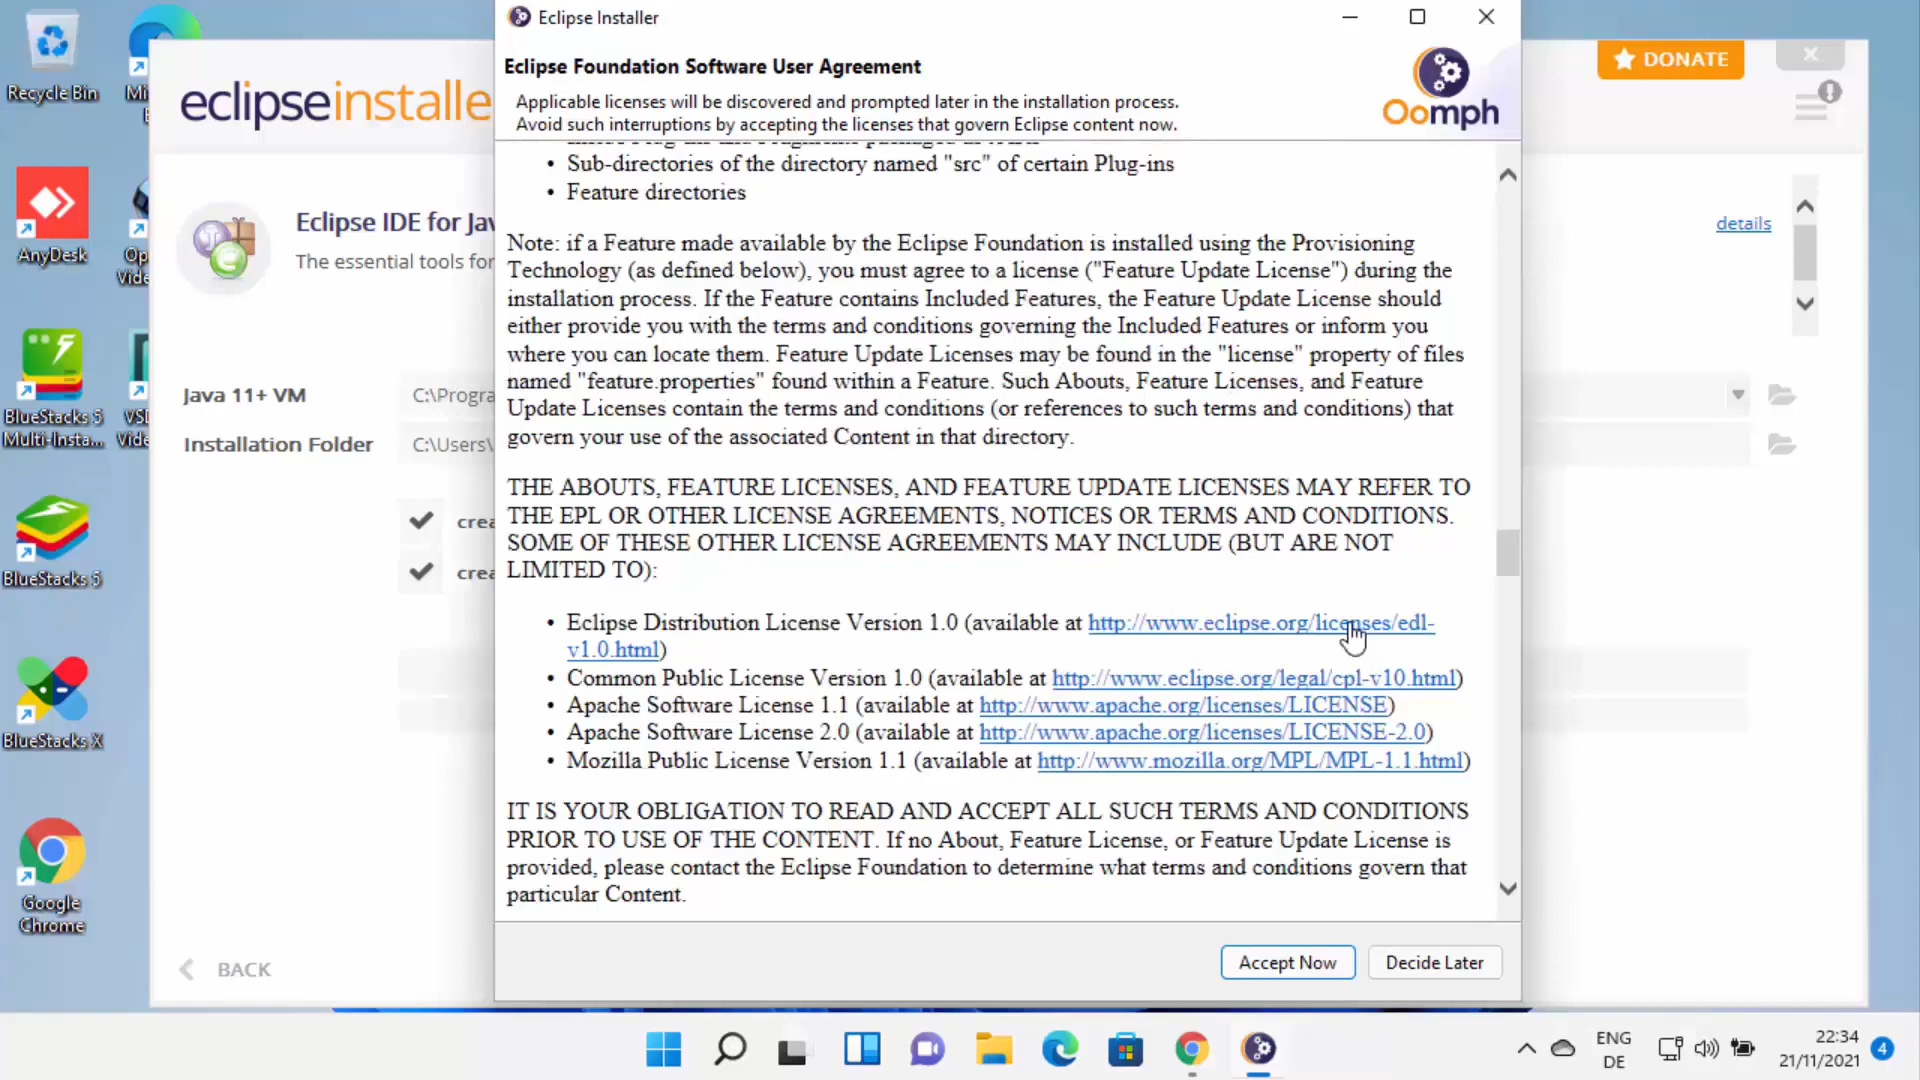 Eclipse Installer
Eclipse Foundation Software User Agreement
Applicable licenses will be discovered and prompted later in the installation process.
Avoid such interruptions by accepting the licenses that govern Eclipse content now.
Oomph
• Sub-directories of the directory named "src" of certain Plug-ins
• Feature directories
Note: if a Feature made available by the Eclipse Foundation is installed using the Provisioning
Technology (as defined below), you must agree to a license ("Feature Update License") during the
installation process. If the Feature contains Included Features, the Feature Update License should
either provide you with the terms and conditions governing the Included Features or inform you
where you can locate them. Feature Update Licenses may be found in the "license" property of files
named "feature.properties" found within a Feature. Such Abouts, Feature Licenses, and Feature
Update Licenses contain the terms and conditions (or references to such terms and conditions) that
govern your use of the associated Content in that directory.
THE ABOUTS, FEATURE LICENSES, AND FEATURE UPDATE LICENSES MAY REFER TO
THE EPL OR OTHER LICENSE AGREEMENTS, NOTICES OR TERMS AND CONDITIONS.
SOME OF THESE OTHER LICENSE AGREEMENTS MAY INCLUDE (BUT ARE NOT
LIMITED TO):
• Eclipse Distribution License Version 1.0 (available at http://www.eclipse.org/licenses/edl-
v1.0.html)
• Common Public License Version 1.0 (available at http://www.eclipse.org/legal/cpl-v10.html)
• Apache Software License 1.1 (available at http://www.apache.org/licenses/LICENSE)
• Apache Software License 2.0 (available at http://www.apache.org/licenses/LICENSE-2.0)
• Mozilla Public License Version 1.1 (available at http://www.mozilla.org/MPL/MPL-1.1.html)
IT IS YOUR OBLIGATION TO READ AND ACCEPT ALL SUCH TERMS AND CONDITIONS
PRIOR TO USE OF THE CONTENT. If no About, Feature License, or Feature Update License is
provided, please contact the Eclipse Foundation to determine what terms and conditions govern that
particular Content.
Accept Now
Decide Later
eclipseinstalle
DONATE
Eclipse IDE for Jav
The essential tools for
details
Java 11+ VM
C:\Progra
Installation Folder
C:\Users\
crea
crea
BACK
Recycle Bin
Mi
AnyDesk
Op
Vide
BlueStacks 5
Multi-Insta...
VSD
Vide
BlueStacks 5
BlueStacks X
Google
Chrome
ENG
DE
22:34
21/11/2021
4